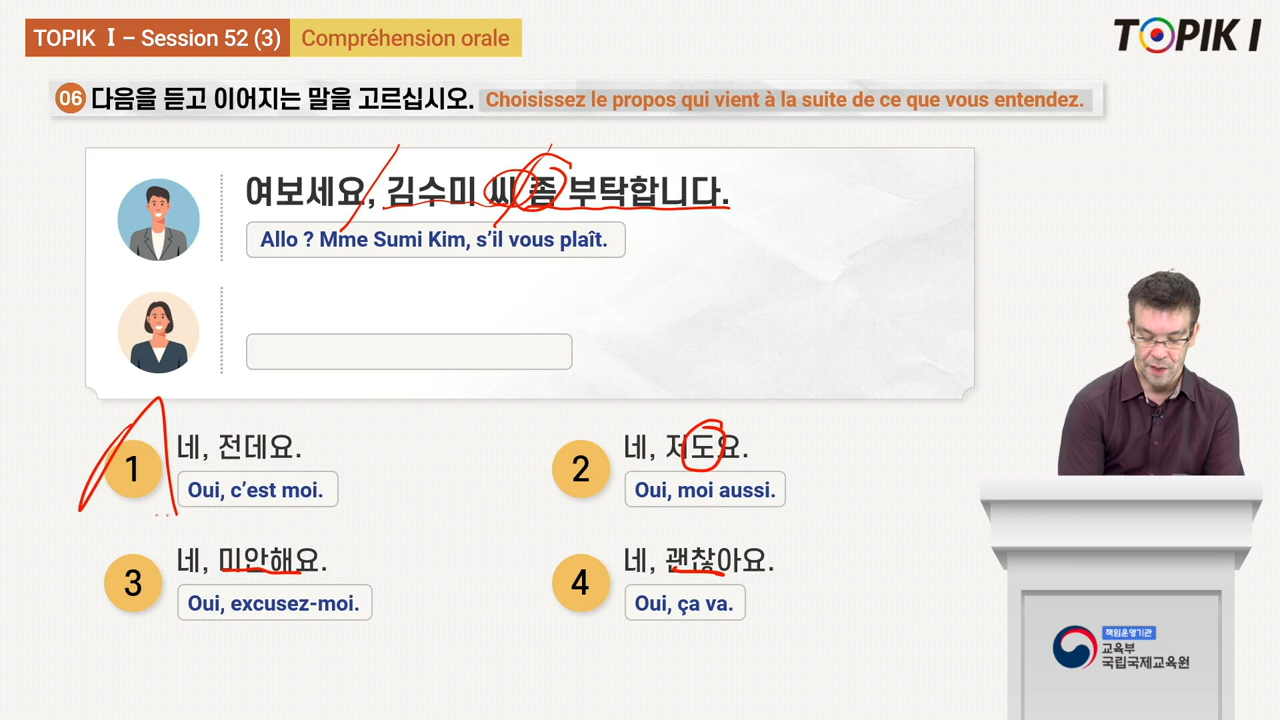 TOPIK I – Session 52 (3) Compréhension orale
TOPIK I
06 다음을 듣고 이어지는 말을 고르십시오. Choisissez le propos qui vient à la suite de ce que vous entendez.
여보세요, 김수미 씨 좀 부탁합니다.
Allo ? Mme Sumi Kim, s’il vous plaît.
1 네, 전데요.
Oui, c’est moi.
2 네, 저도요.
Oui, moi aussi.
3 네, 미안해요.
Oui, excusez-moi.
4 네, 괜찮아요.
Oui, ça va.
책임운영기관
교육부
국립국제교육원